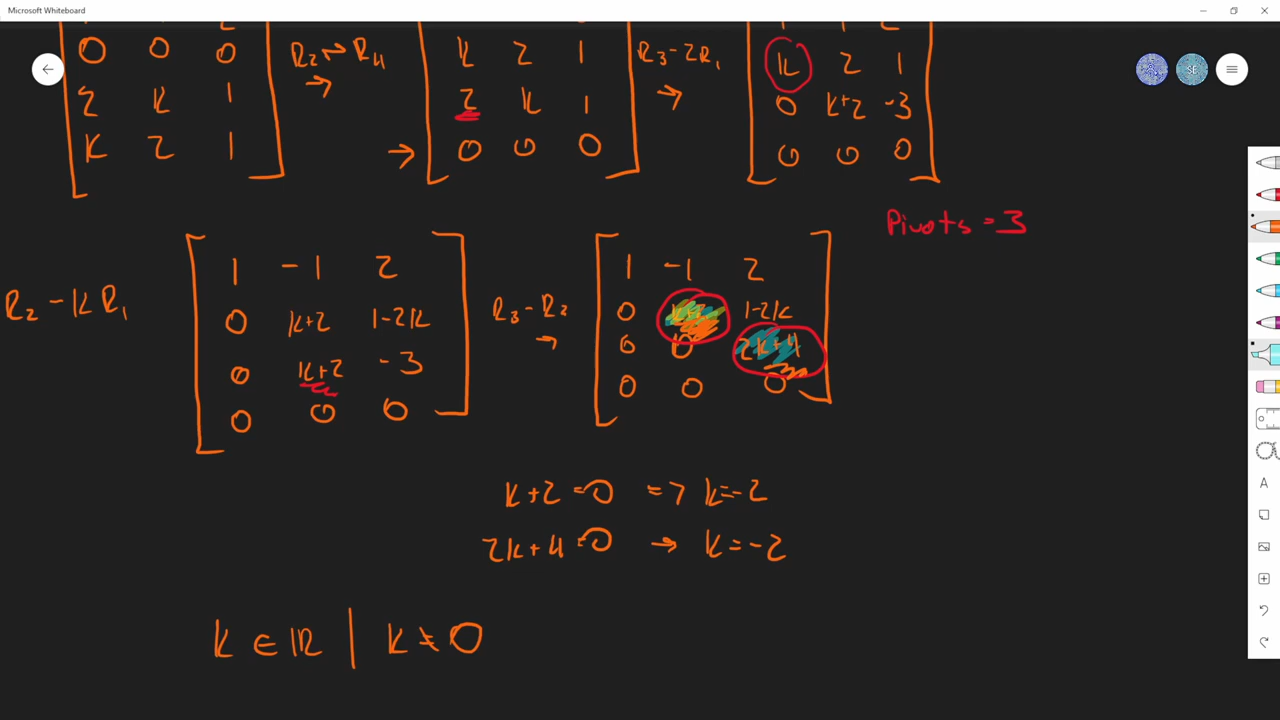 Microsoft Whiteboard
0 0 0
2 k 1
k 2 1
R2 ⇌ R4
→
k 2 1
2 k 1
→ 0 0 0
R3-2R1
→
k 2 1
0 k+2 -3
0 0 0
SE
Pivots = 3
R2 - kR1
1 -1 2
0 k+2 1-2k
0 k+2 -3
0 0 0
R3-R2
→
1 -1 2
0 k+2 1-2k
0 0 2k+4
0 0 0
k+2=0 => k=-2
2k+4=0 → k=-2
k ∈ ℝ | k ≠ 0
A